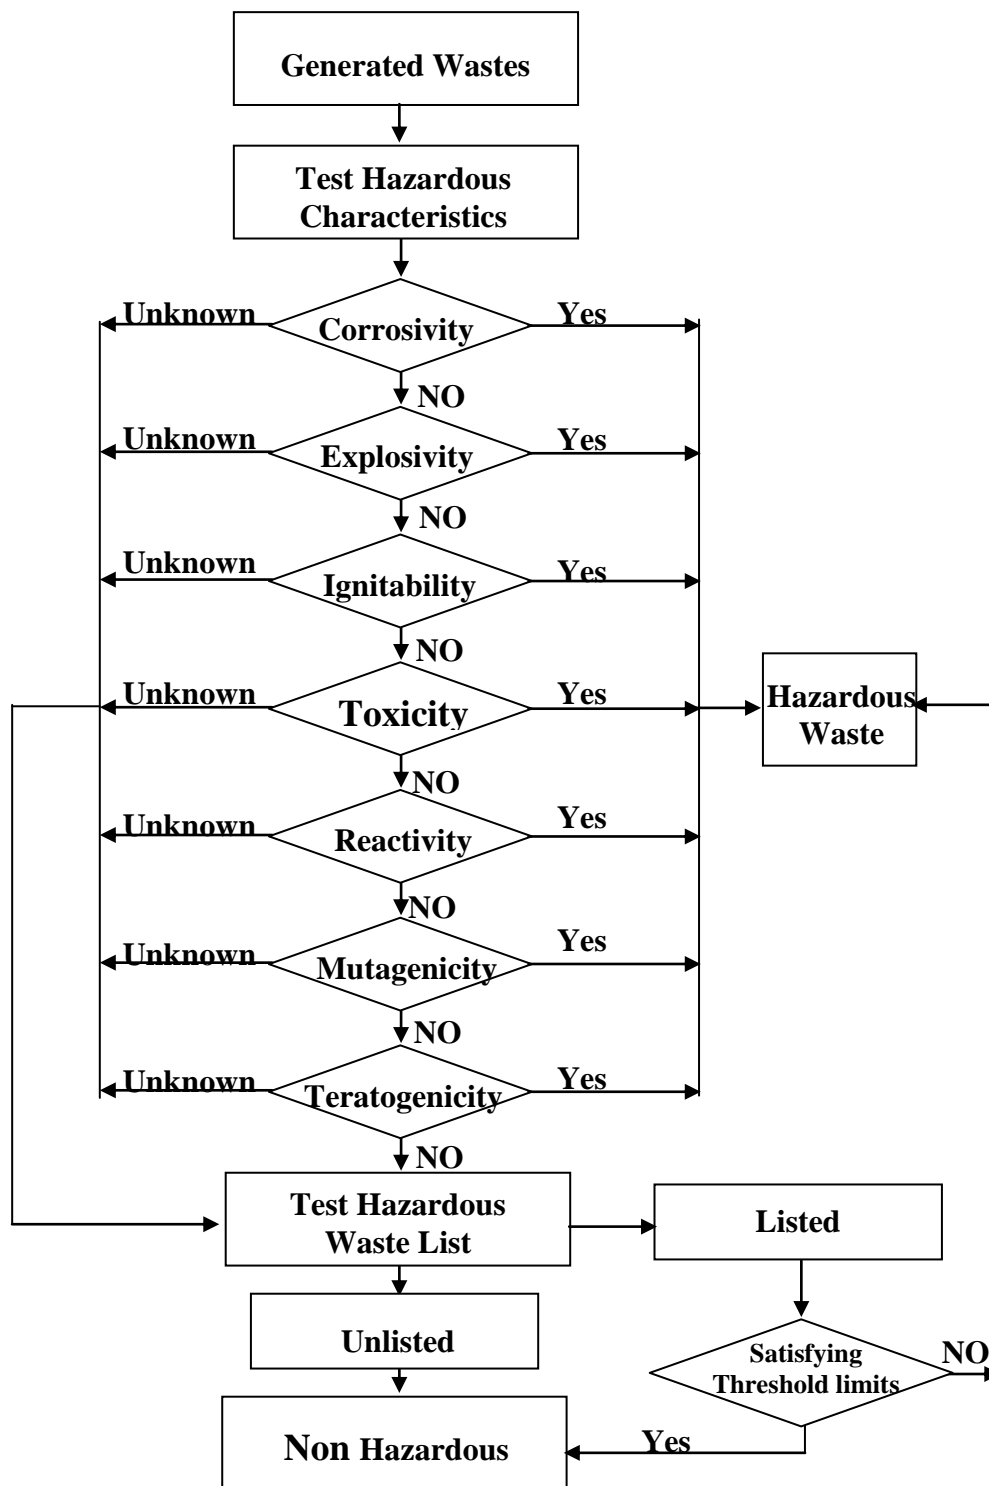 Generated Wastes
Test Hazardous
Characteristics
Unknown
Corrosivity
Yes
NO
Unknown
Explosivity
Yes
NO
Unknown
Ignitability
Yes
NO
Unknown
Toxicity
Yes
Hazardous
Waste
NO
Unknown
Reactivity
Yes
NO
Unknown
Mutagenicity
Yes
NO
Unknown
Teratogenicity
Yes
NO
Test Hazardous
Waste List
Listed
Unlisted
Satisfying
Threshold limits
NO
Non Hazardous
Yes